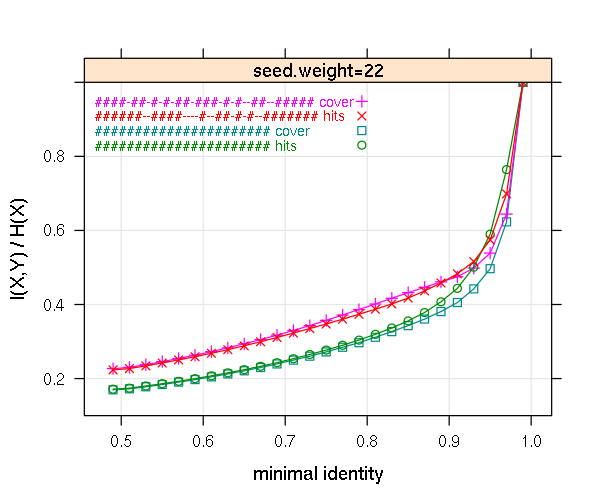 seed.weight=22
####-##-#-#-##-###-#-#--##--##### cover
######--####----#--##-#-#--####### hits
###################### cover
###################### hits
0.8
0.6
0.4
0.2
I(X,Y) / H(X)
0.5 0.6 0.7 0.8 0.9 1.0
minimal identity